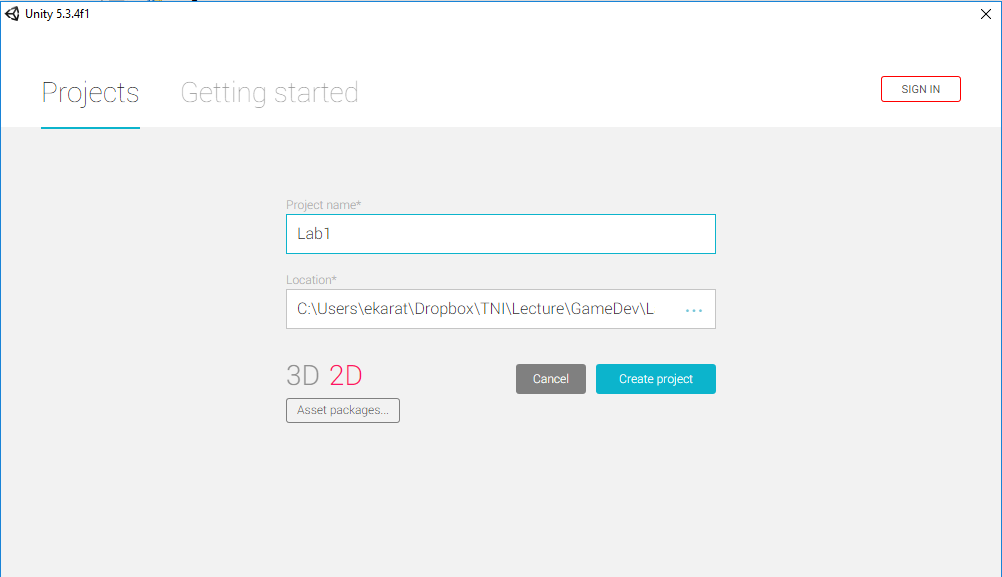 Unity 5.3.4f1
Projects Getting started SIGN IN
Project name*
Lab1
Location*
C:\Users\ekarat\Dropbox\TNI\Lecture\GameDev\L ...
3D 2D Cancel Create project
Asset packages...